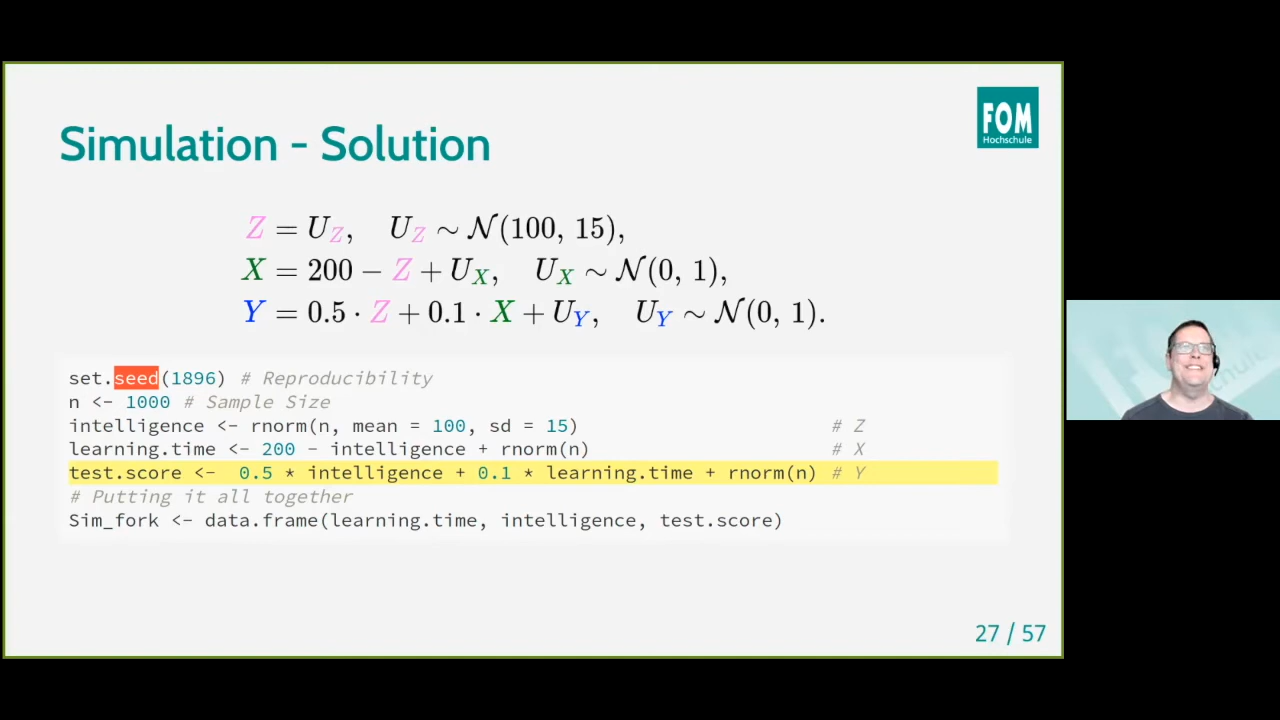 FOM
Hochschule
Simulation - Solution
Z = U_Z, U_Z ∼ 𝒩(100, 15),
X = 200 − Z + U_X, U_X ∼ 𝒩(0, 1),
Y = 0.5 · Z + 0.1 · X + U_Y, U_Y ∼ 𝒩(0, 1).
set.seed(1896) # Reproducibility
n <- 1000 # Sample Size
intelligence <- rnorm(n, mean = 100, sd = 15) # Z
learning.time <- 200 - intelligence + rnorm(n) # X
test.score <- 0.5 * intelligence + 0.1 * learning.time + rnorm(n) # Y
# Putting it all together
Sim_fork <- data.frame(learning.time, intelligence, test.score)
27 / 57